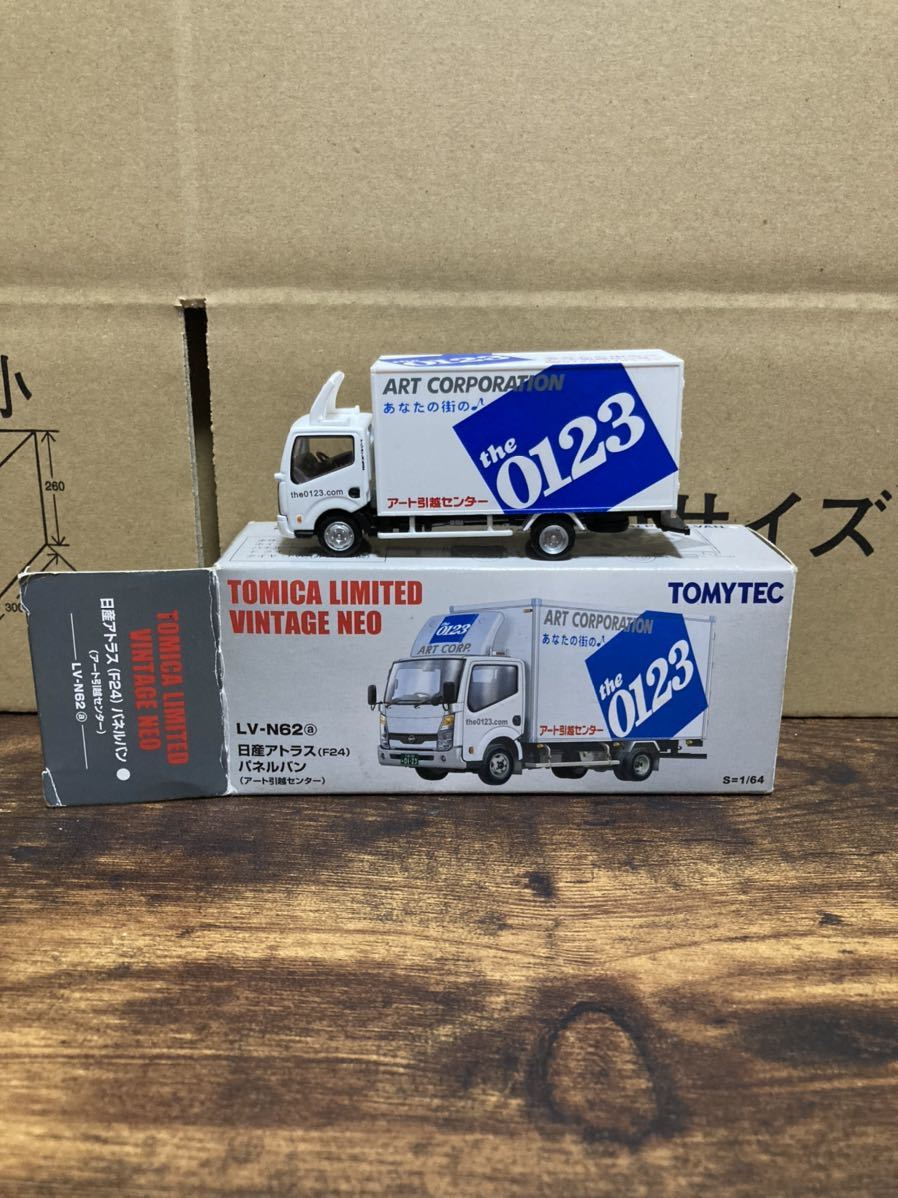 小
260
300
サイズ
0123
ART CORPORATION
あなたの街の♪
the
0123
the0123.com
アート引越センター
TOMICA LIMITED
VINTAGE NEO
TOMYTEC
the
0123
ART CORP.
ART CORPORATION
あなたの街の♪
the
0123
the0123.com
アート引越センター
LV-N62ⓐ
日産アトラス(F24)
パネルバン
(アート引越センター)
・・・0123
S=1/64
TOMICA LIMITED
VINTAGE NEO
日産アトラス(F24)パネルバン
(アート引越センター)
LV-N62ⓐ